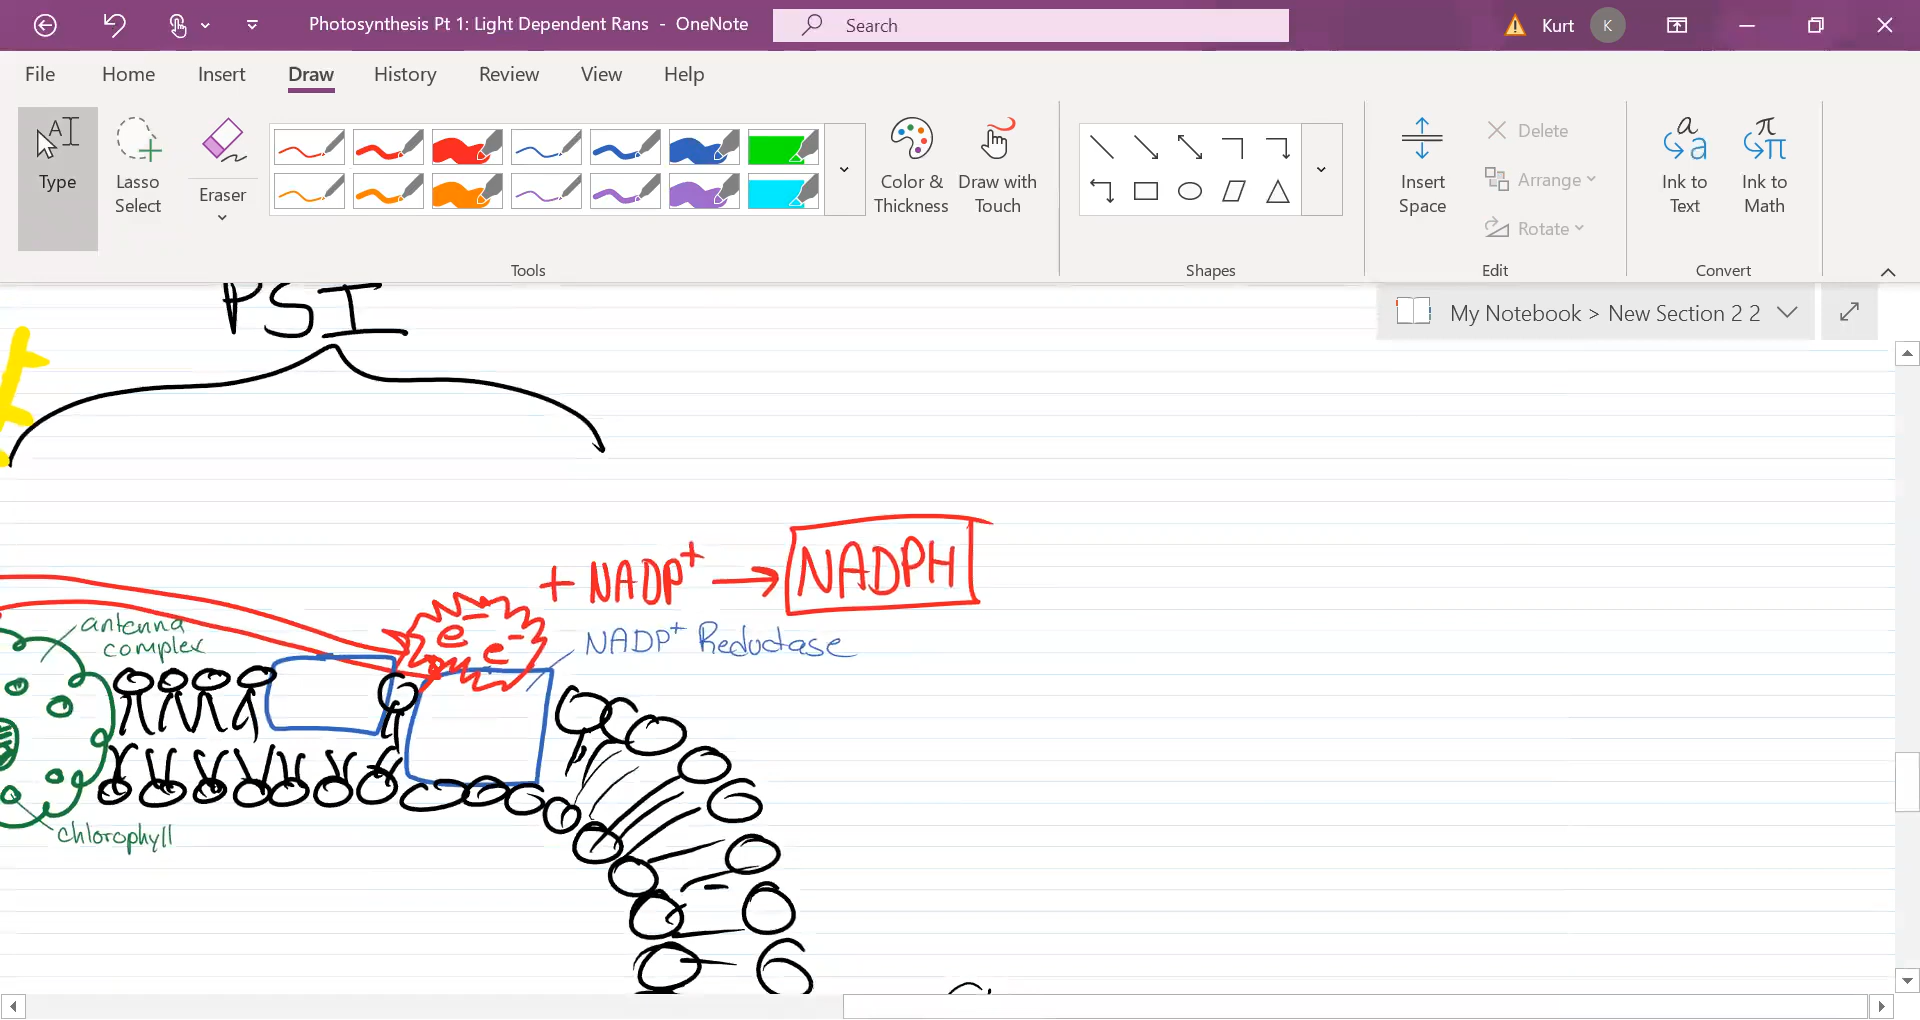 Photosynthesis Pt 1: Light Dependent Rans - OneNote
Search
Kurt
K
File Home Insert Draw History Review View Help
Type
Lasso Select
Eraser
Color & Thickness
Draw with Touch
Insert Space
Delete
Arrange
Rotate
Ink to Text
Ink to Math
Tools
Shapes
Edit
Convert
My Notebook > New Section 2 2
PSI
+ NADP+ → NADPH
NADP+ Reductase
e-
e-
antenna
complex
chlorophyll